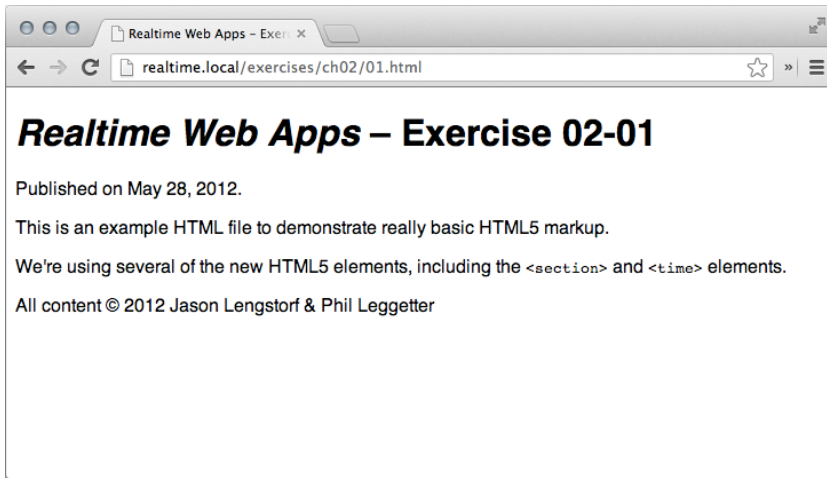 Realtime Web Apps – Exer
realtime.local/exercises/ch02/01.html
Realtime Web Apps – Exercise 02-01
Published on May 28, 2012.
This is an example HTML file to demonstrate really basic HTML5 markup.
We're using several of the new HTML5 elements, including the <section> and <time> elements.
All content © 2012 Jason Lengstorf & Phil Leggetter